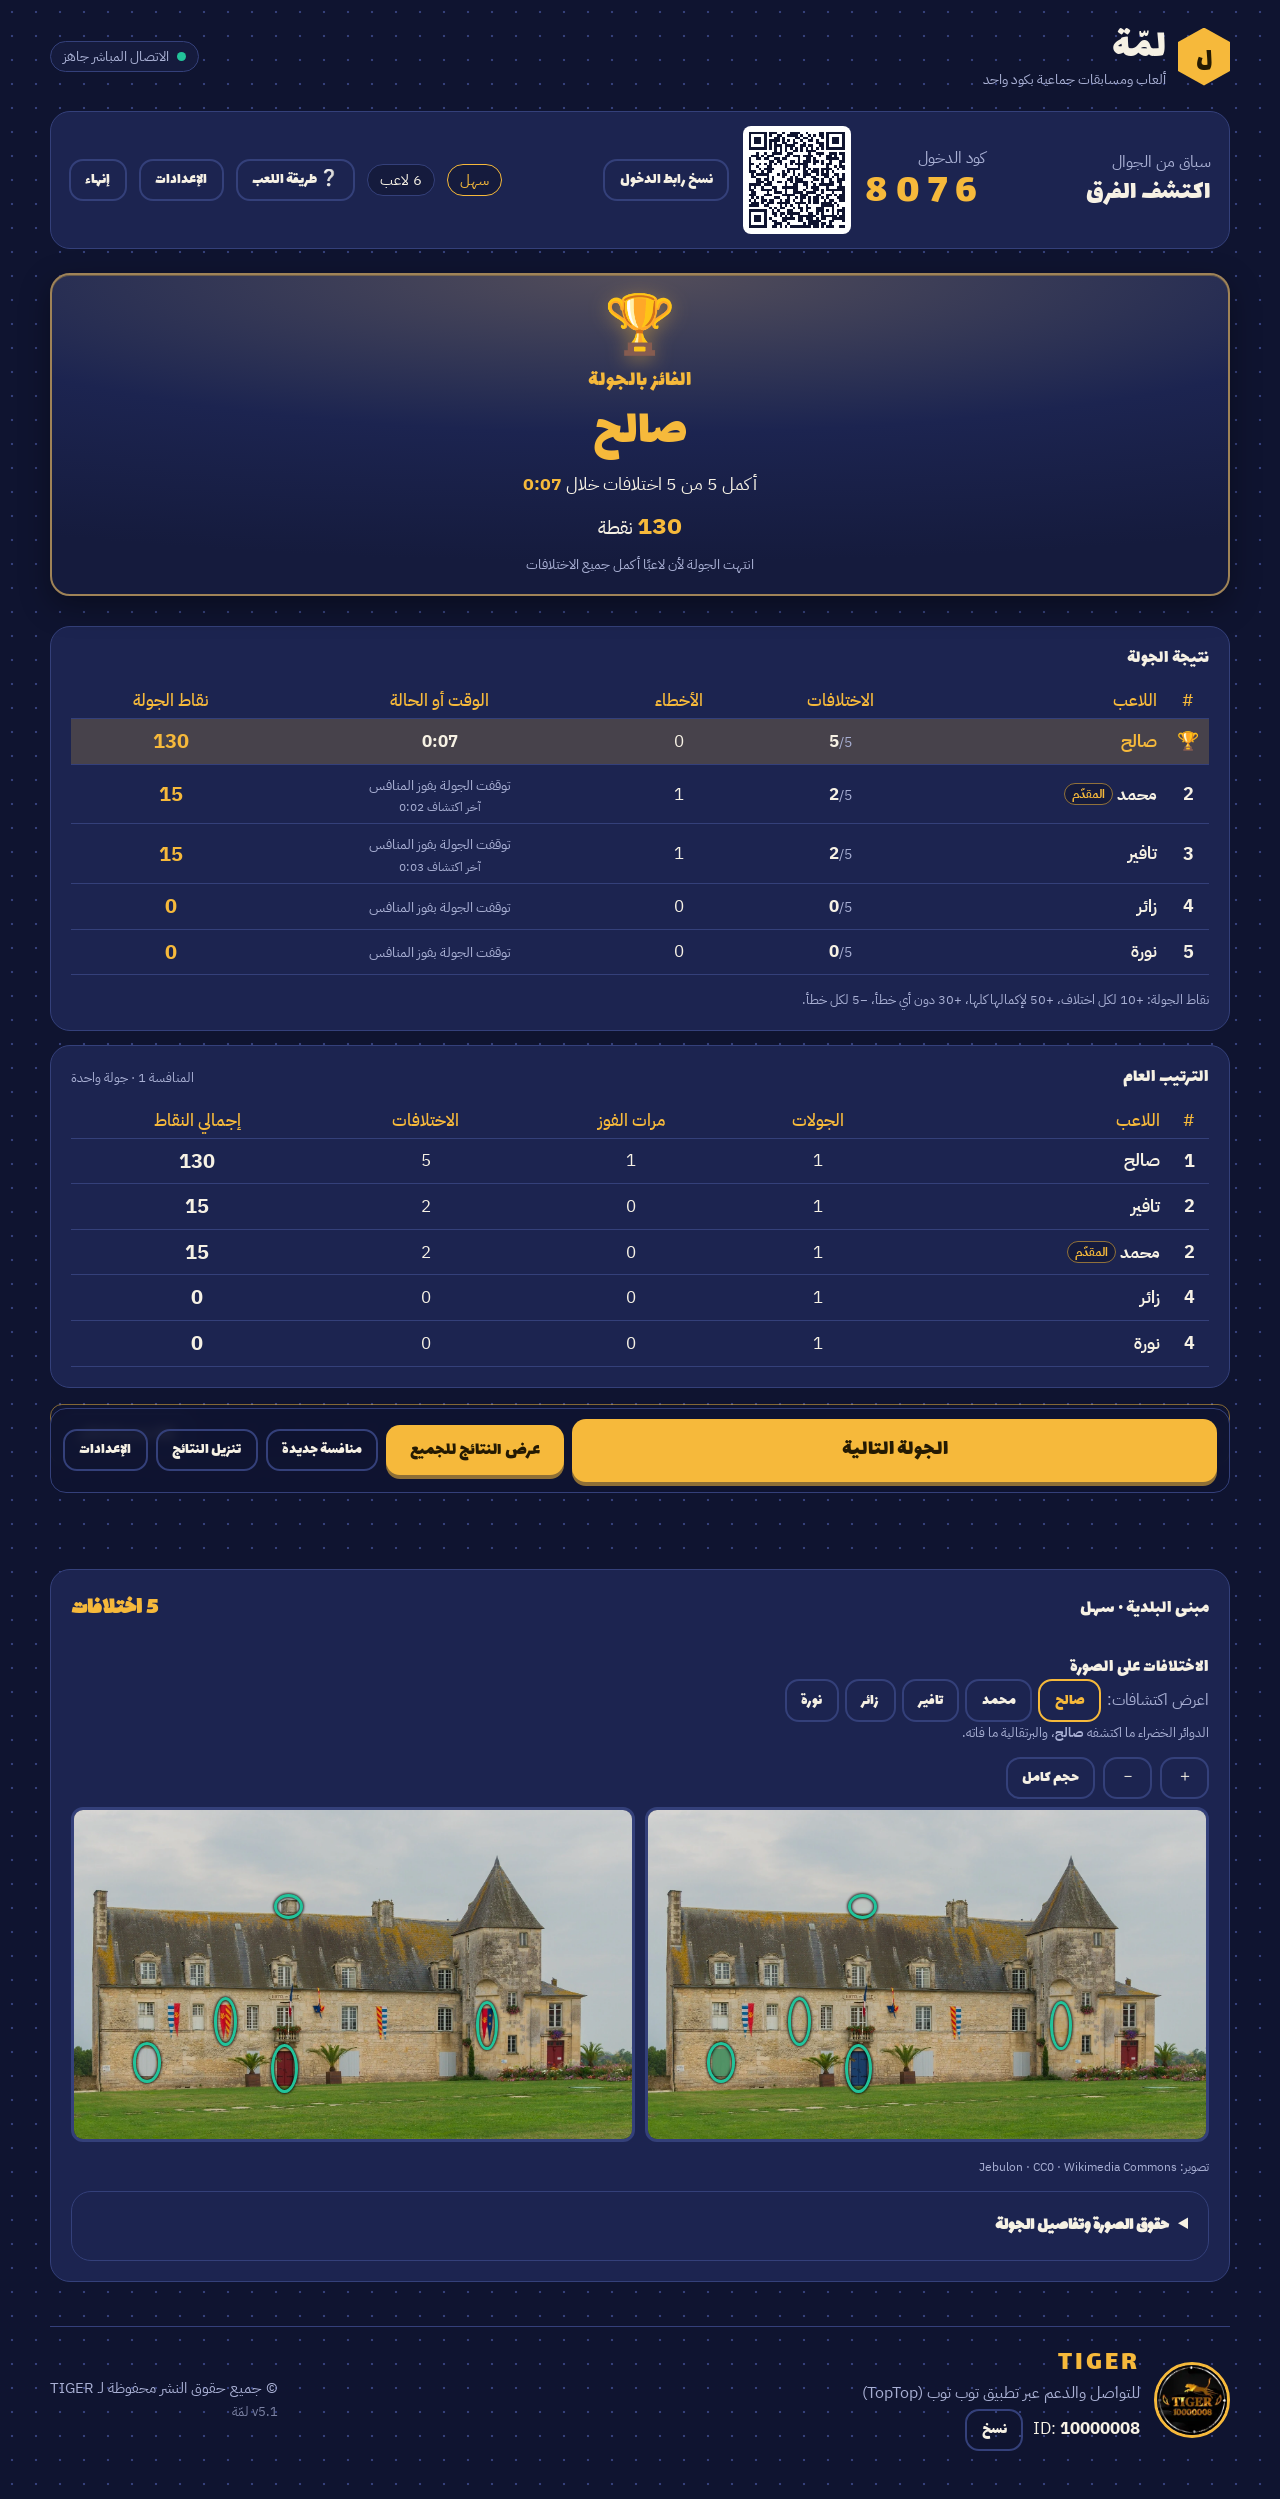 ل
لمّة
ألعاب ومسابقات جماعية بكود واحد
الاتصال المباشر جاهز
سباق من الجوال
اكتشف الفرق
كود الدخول
8076
نسخ رابط الدخول
سهل
6 لاعب
❔ طريقة اللعب
الإعدادات
إنهاء
الفائز بالجولة
صالح
أكمل 5 من 5 اختلافات خلال 0:07
130 نقطة
انتهت الجولة لأن لاعبًا أكمل جميع الاختلافات
نتيجة الجولة
# اللاعب الاختلافات الأخطاء الوقت أو الحالة نقاط الجولة
🏆 صالح 5/5 0 0:07 130
2 محمد المقدّم 2/5 1 توقفت الجولة بفوز المنافس 15
آخر اكتشاف 0:02
3 تافير 2/5 1 توقفت الجولة بفوز المنافس 15
آخر اكتشاف 0:03
4 زائر 0/5 0 توقفت الجولة بفوز المنافس 0
5 نورة 0/5 0 توقفت الجولة بفوز المنافس 0
نقاط الجولة: +10 لكل اختلاف، +50 لإكمالها كلها، +30 دون أي خطأ، −5 لكل خطأ.
الترتيب العام
المنافسة 1 · جولة واحدة
# اللاعب الجولات مرات الفوز الاختلافات إجمالي النقاط
1 صالح 1 1 5 130
2 تافير 1 0 2 15
2 محمد المقدّم 1 0 2 15
4 زائر 1 0 0 0
4 نورة 1 0 0 0
الجولة التالية
عرض النتائج للجميع
منافسة جديدة
تنزيل النتائج
الإعدادات
مبنى البلدية · سهل
5 اختلافات
الاختلافات على الصورة
اعرض اكتشافات: صالح محمد تافير زائر نورة
الدوائر الخضراء ما اكتشفه صالح، والبرتقالية ما فاته.
+ − حجم كامل
تصوير: Jebulon · CC0 · Wikimedia Commons
◀ حقوق الصورة وتفاصيل الجولة
TIGER
للتواصل والدعم عبر تطبيق توب توب (TopTop)
ID: 10000008 نسخ
TIGER
10000008
© جميع حقوق النشر محفوظة لـ TIGER
لمّة v5.1